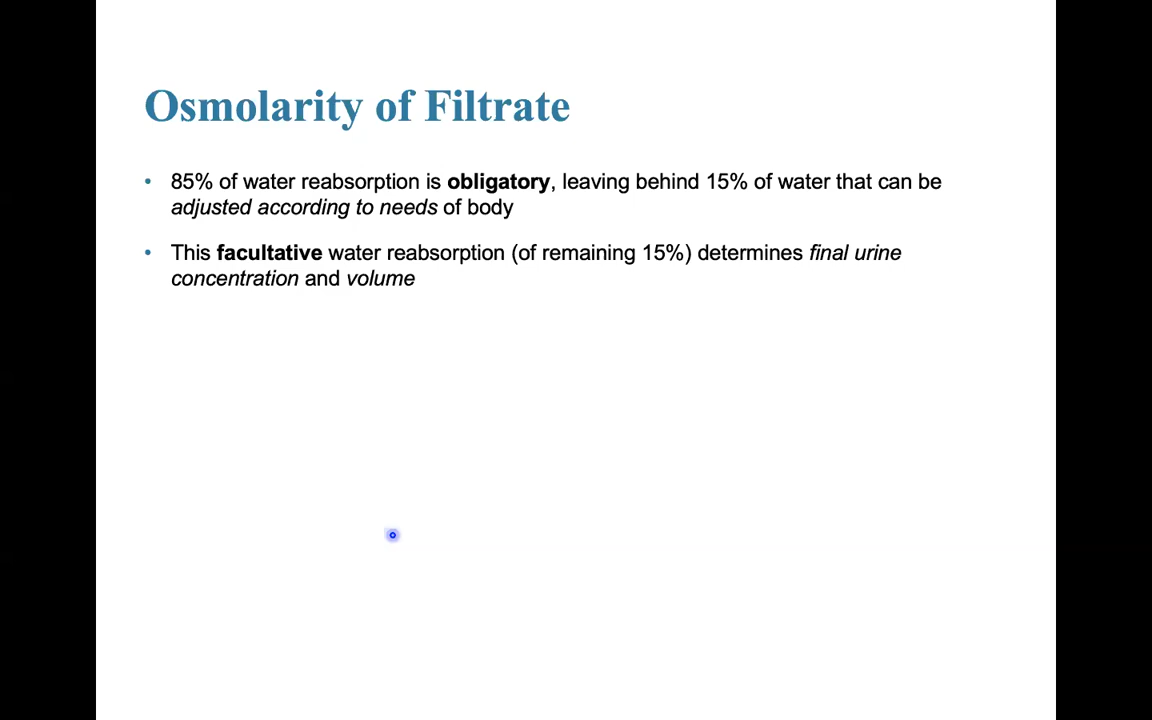 Osmolarity of Filtrate
• 85% of water reabsorption is obligatory, leaving behind 15% of water that can be
adjusted according to needs of body
• This facultative water reabsorption (of remaining 15%) determines final urine
concentration and volume